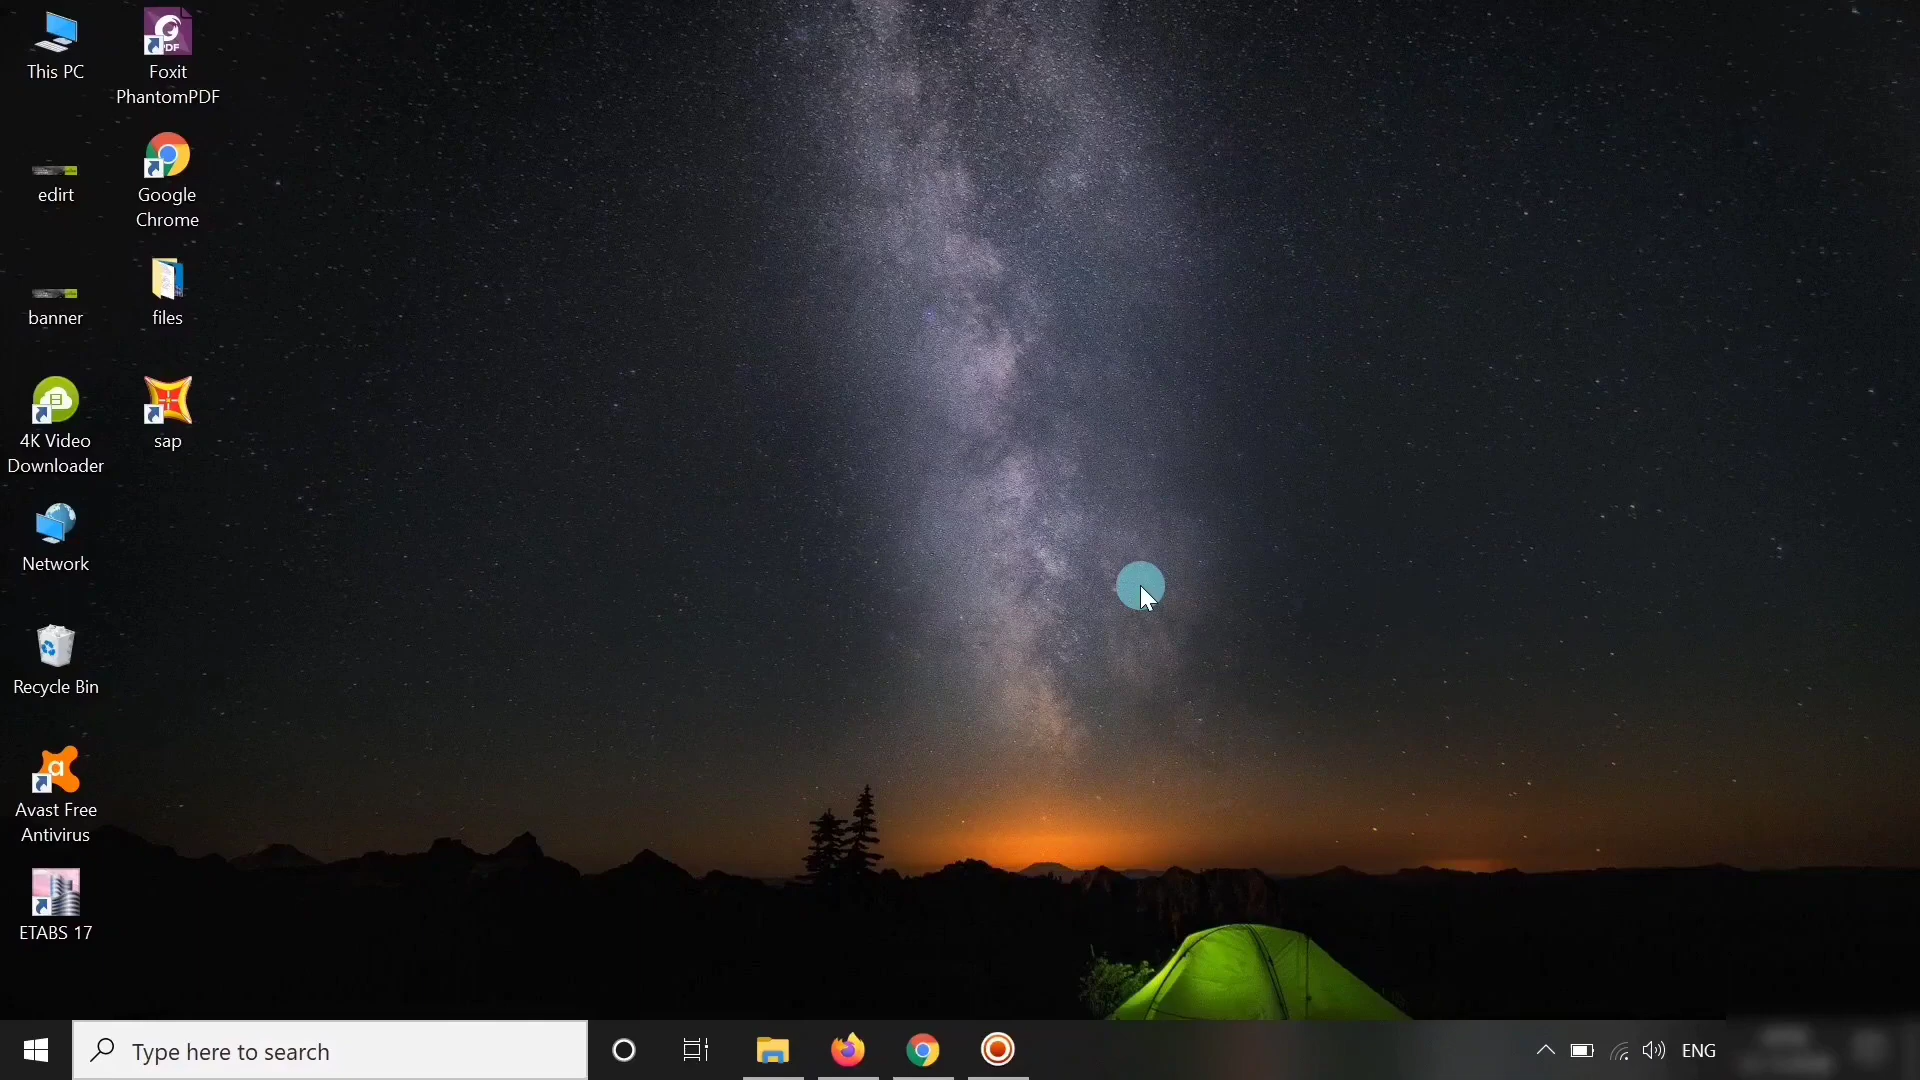 This PC
Foxit
PhantomPDF
edirt
Google
Chrome
banner
files
4K Video
Downloader
sap
Network
Recycle Bin
Avast Free
Antivirus
ETABS 17
Type here to search
ENG